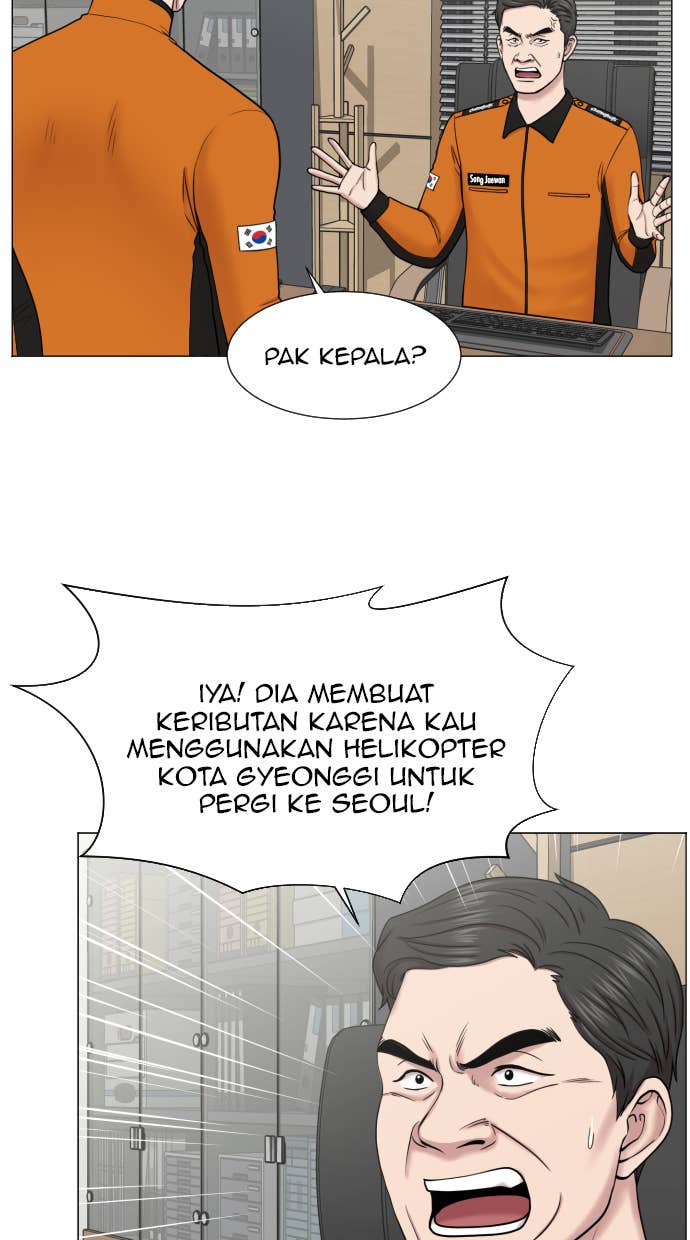 Song Jaewan
PAK KEPALA?
IYA! DIA MEMBUAT
KERIBUTAN KARENA KAU
MENGGUNAKAN HELIKOPTER
KOTA GYEONGGI UNTUK
PERGI KE SEOUL!